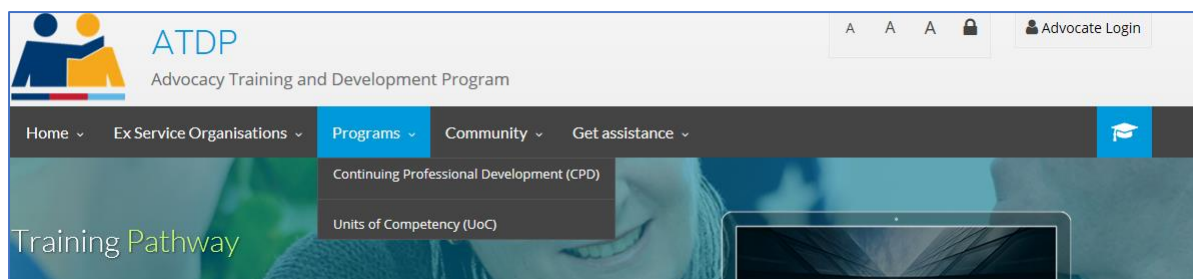 ATDP
Advocacy Training and Development Program
A A A
Advocate Login
Home Ex Service Organisations Programs Community Get assistance
Continuing Professional Development (CPD)
Units of Competency (UoC)
Training Pathway